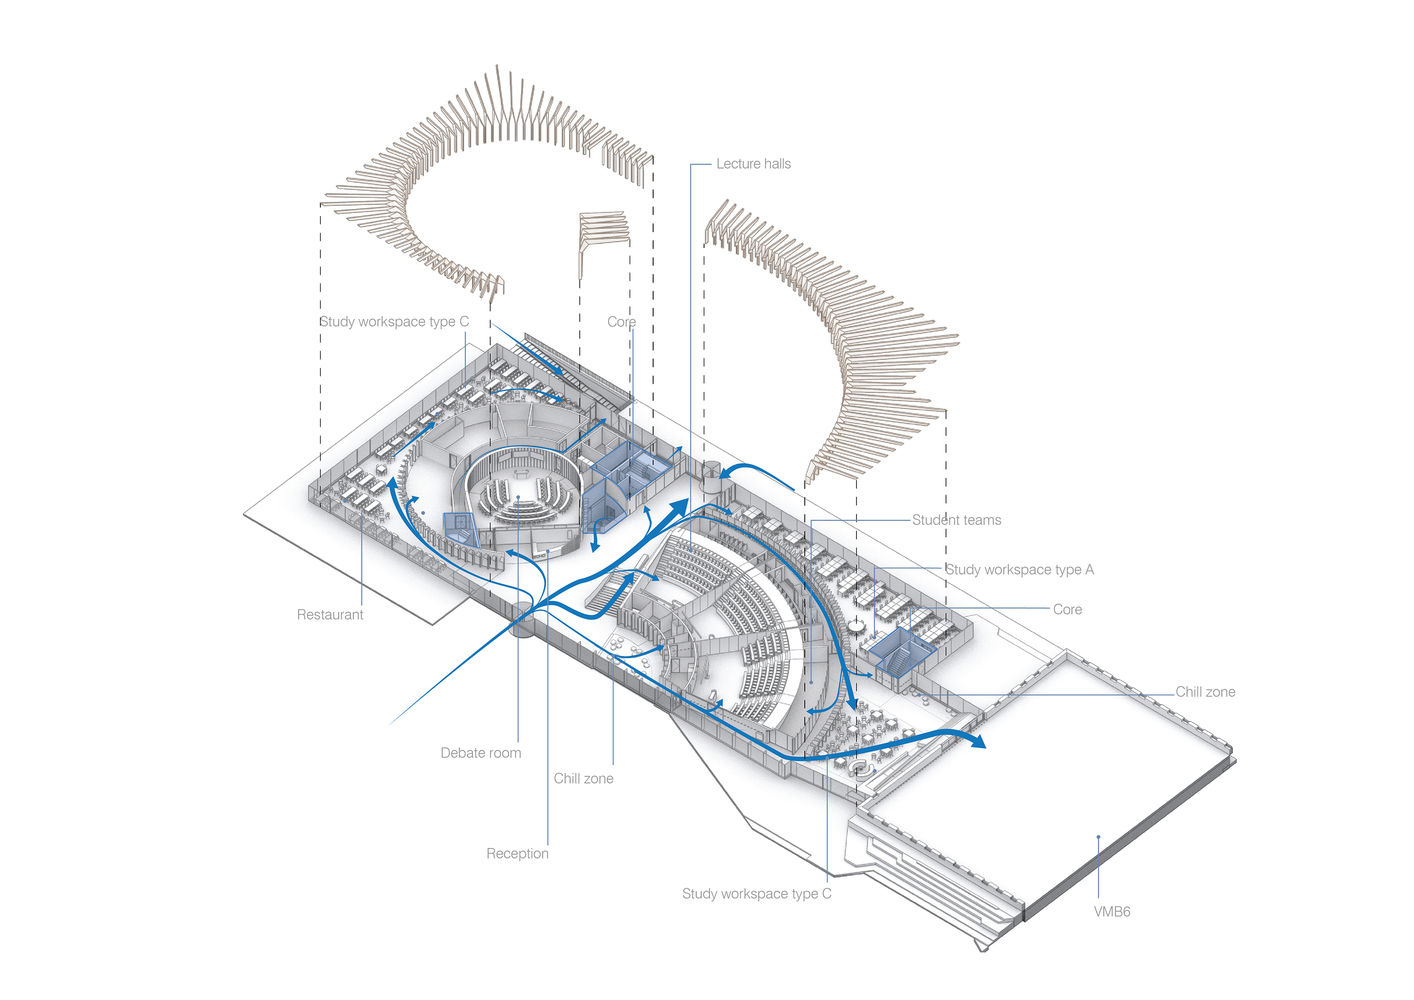 Lecture halls
Study workspace type C
Core
Student teams
Study workspace type A
Core
Restaurant
Chill zone
Debate room
Chill zone
Reception
Study workspace type C
VMB6